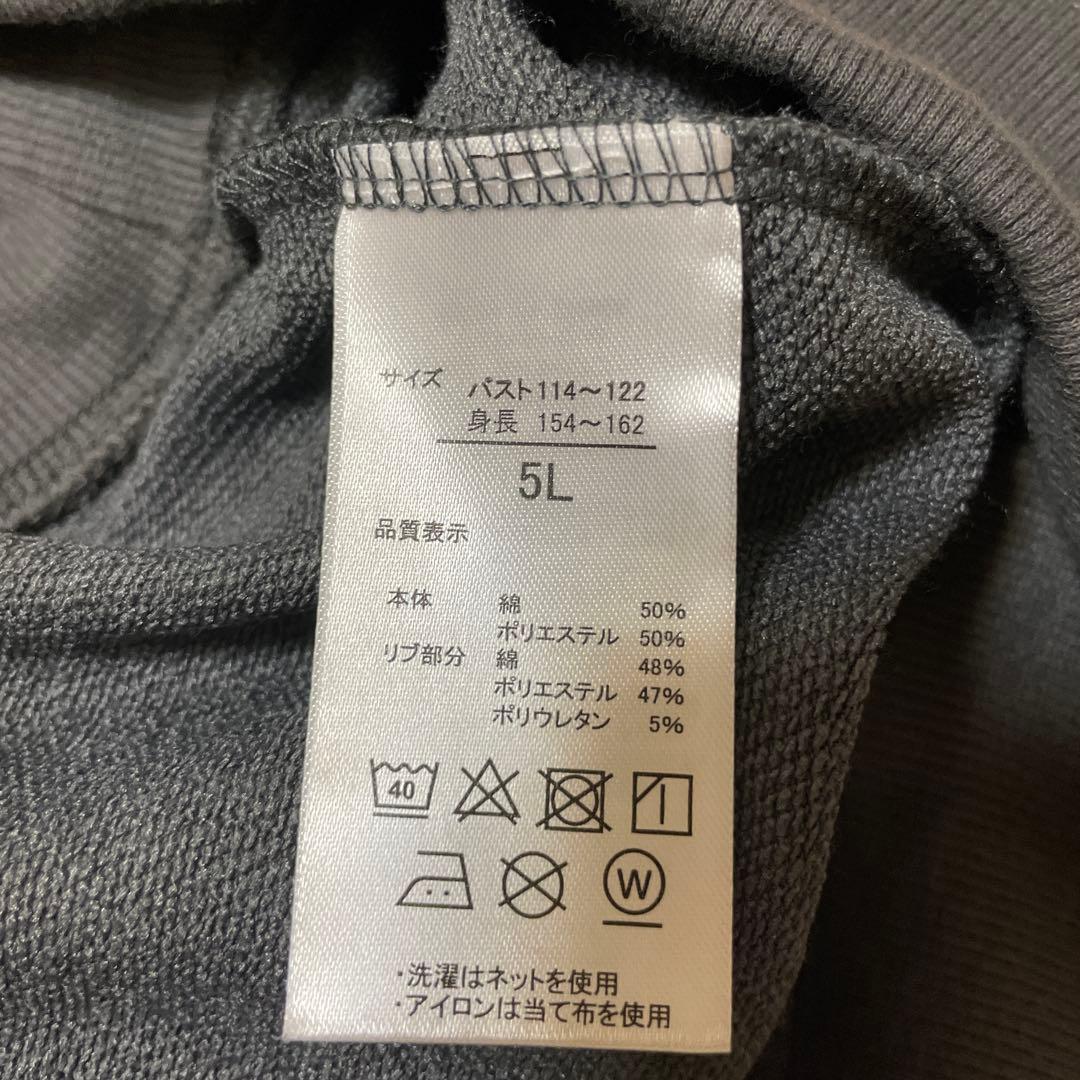 サイズ バスト114～122
身長 154～162
5L
品質表示
本体 綿 50%
ポリエステル 50%
リブ部分 綿 48%
ポリエステル 47%
ポリウレタン 5%
40
W
・洗濯はネットを使用
・アイロンは当て布を使用